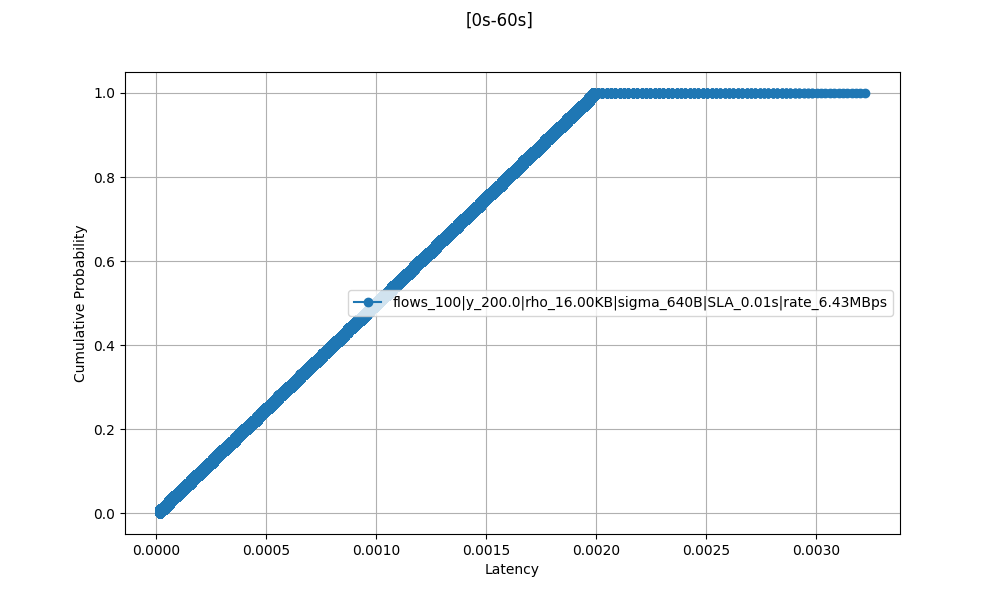 [0s-60s]
1.0
0.8
0.6
0.4
0.2
0.0
Cumulative Probability
flows_100|y_200.0|rho_16.00KB|sigma_640B|SLA_0.01s|rate_6.43MBps
0.0000 0.0005 0.0010 0.0015 0.0020 0.0025 0.0030
Latency